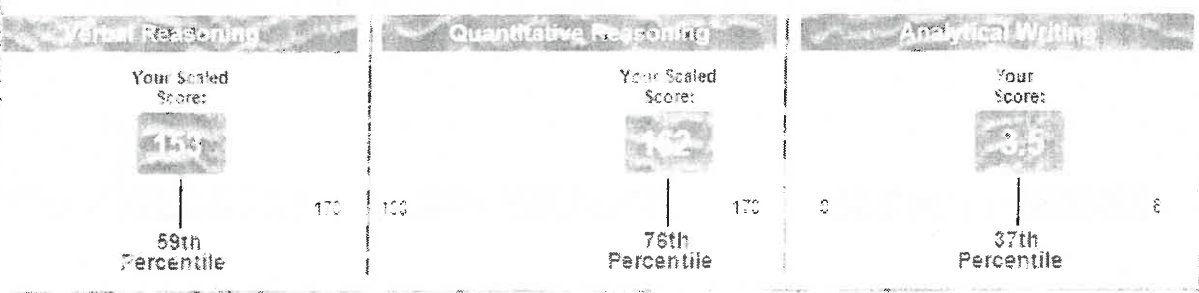 Verbal Reasoning
Your Scaled
Score:
153
170
59th
Percentile
Quantitative Reasoning
Your Scaled
Score:
162
130
170
76th
Percentile
Analytical Writing
Your
Score:
3.5
0
6
37th
Percentile